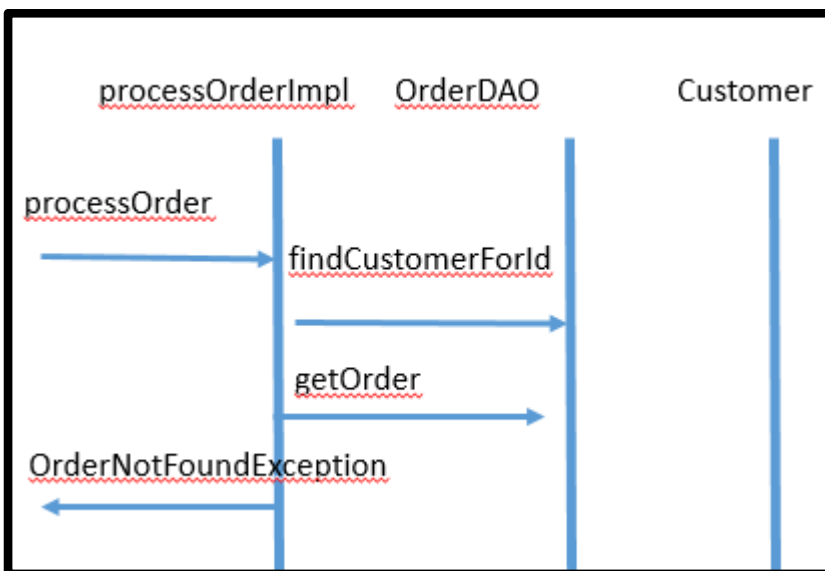 processOrderImpl OrderDAO Customer
processOrder
findCustomerForId
getOrder
OrderNotFoundException